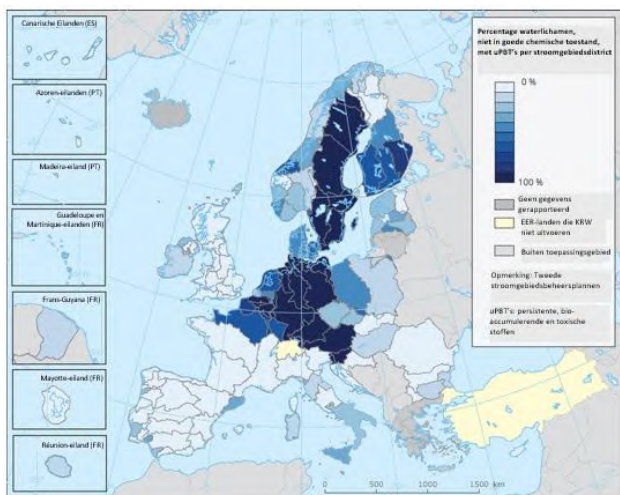 Canarische Eilanden (ES)
Azoren-eilanden (PT)
Madeira-eiland (PT)
Guadeloupe en
Martinique-eilanden (FR)
Frans-Guyana (FR)
Mayotte-eiland (FR)
Réunion-eiland (FR)
Percentage waterlichamen,
niet in goede chemische toestand,
met uPBT's per stroomgebiedsdistrict
0 %
100 %
Geen gegevens
gerapporteerd
EER-landen die KRW
niet uitvoeren
Buiten toepassingsgebied
Opmerking: Tweede
stroomgebiedsbeheersplannen
uPBT's: persistente, bio-
accumulerende en toxische
stoffen
0 500 1000 1500 km